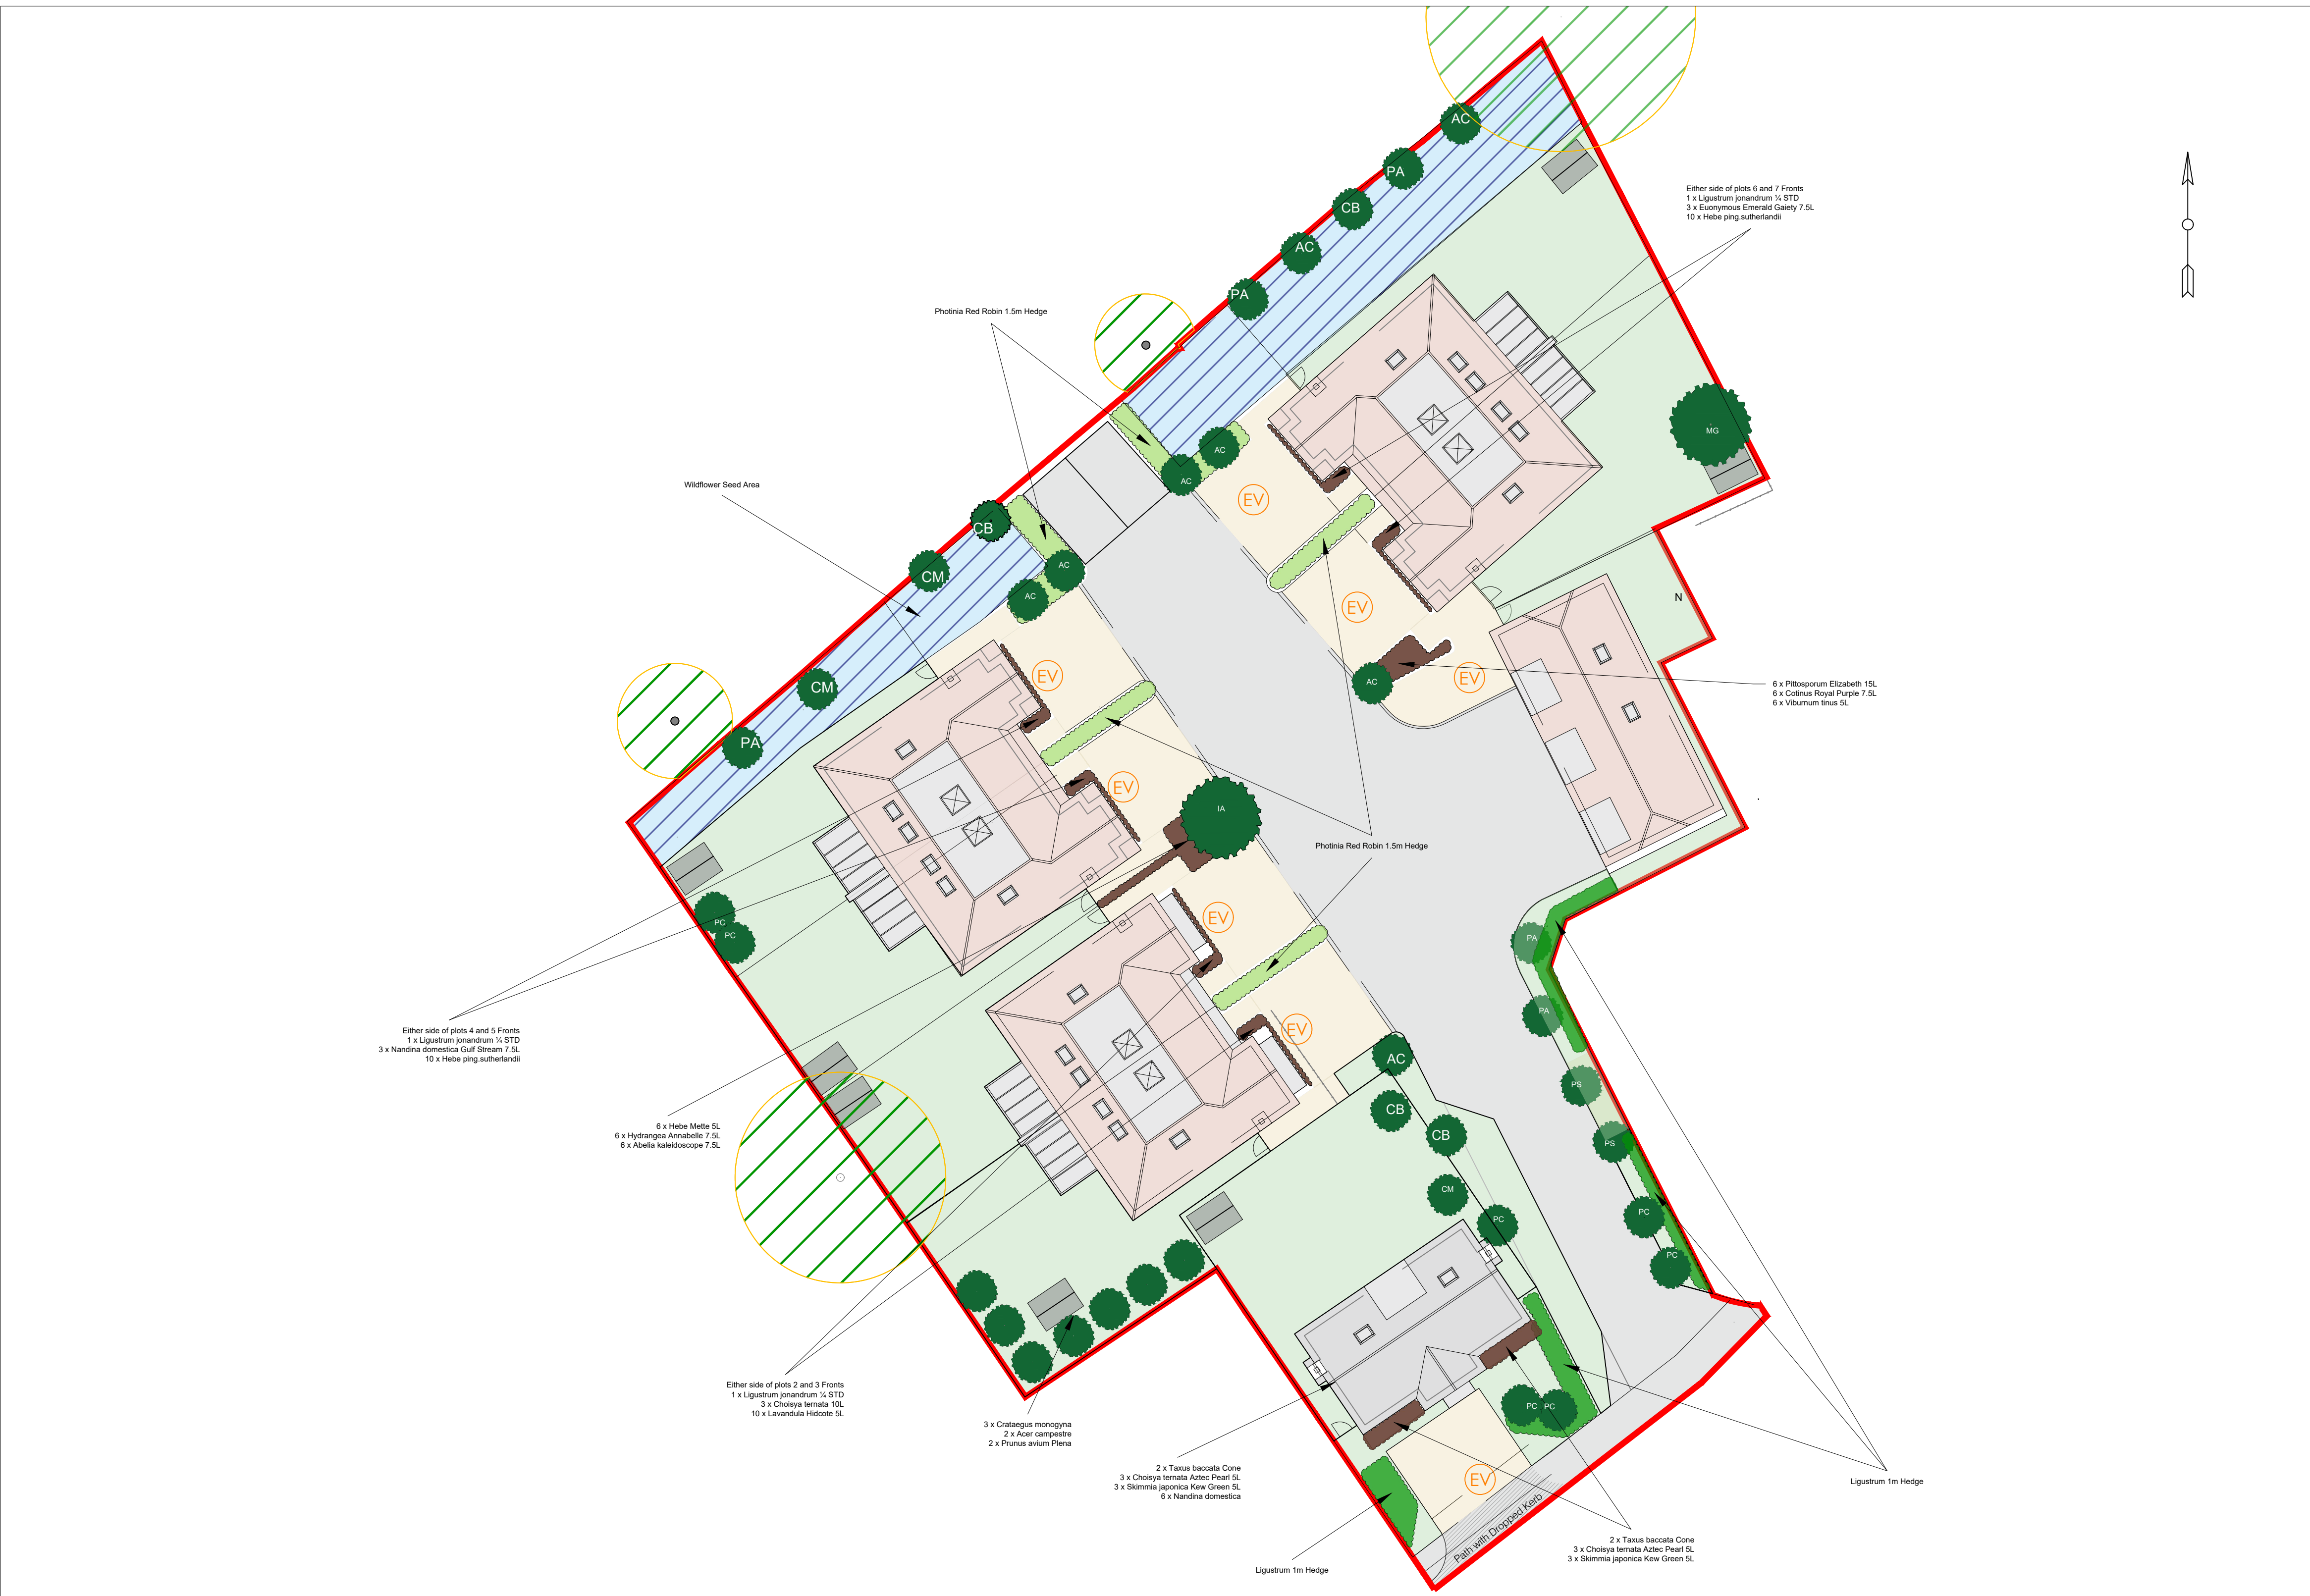 AC
PA
CB
AC
PA
Either side of plots 6 and 7 Fronts
1 x Ligustrum jonandrum ¼ STD
3 x Euonymous Emerald Gaiety 7.5L
10 x Hebe ping.sutherlandii
Photinia Red Robin 1.5m Hedge
MG
AC
AC
Wildflower Seed Area
EV
CB
CM
AC
AC
EV
N
EV
EV
AC
CM
6 x Pittosporum Elizabeth 15L
6 x Cotinus Royal Purple 7.5L
6 x Viburnum tinus 5L
PA
EV
IA
Photinia Red Robin 1.5m Hedge
PC
PC
EV
PA
PA
Either side of plots 4 and 5 Fronts
1 x Ligustrum jonandrum ¼ STD
3 x Nandina domestica Gulf Stream 7.5L
10 x Hebe ping.sutherlandii
EV
AC
PS
CB
6 x Hebe Mette 5L
6 x Hydrangea Annabelle 7.5L
6 x Abelia kaleidoscope 7.5L
CB
PS
CM
PC
PC
PC
Either side of plots 2 and 3 Fronts
1 x Ligustrum jonandrum ¼ STD
3 x Choisya ternata 10L
10 x Lavandula Hidcote 5L
3 x Crataegus monogyna
2 x Acer campestre
2 x Prunus avium Plena
PC
PC
2 x Taxus baccata Cone
3 x Choisya ternata Aztec Pearl 5L
3 x Skimmia japonica Kew Green 5L
6 x Nandina domestica
EV
Ligustrum 1m Hedge
Path with Dropped Kerb
2 x Taxus baccata Cone
3 x Choisya ternata Aztec Pearl 5L
3 x Skimmia japonica Kew Green 5L
Ligustrum 1m Hedge